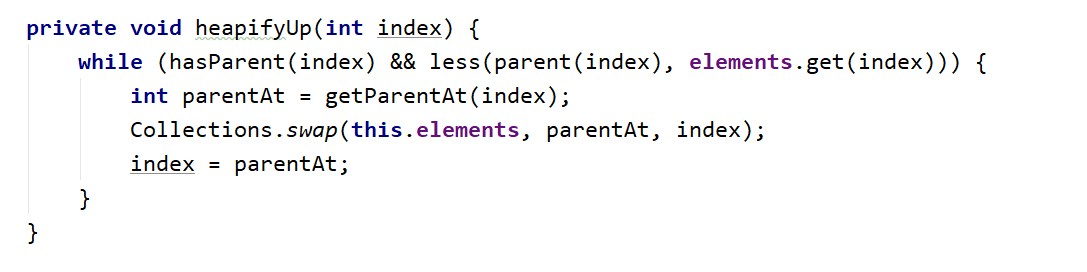 private void heapifyUp(int index) {
    while (hasParent(index) && less(parent(index), elements.get(index))) {
        int parentAt = getParentAt(index);
        Collections.swap(this.elements, parentAt, index);
        index = parentAt;
    }
}